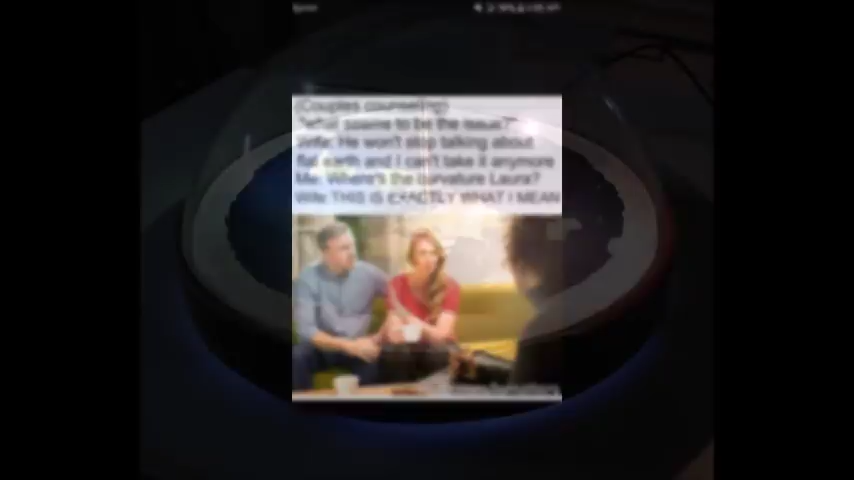 (Couples counseling)
"what seems to be the issue?"
Wife: He won't stop talking about
flat earth and I can't take it anymore
Me: Where's the curvature Laura?
Wife: THIS IS EXACTLY WHAT I MEAN